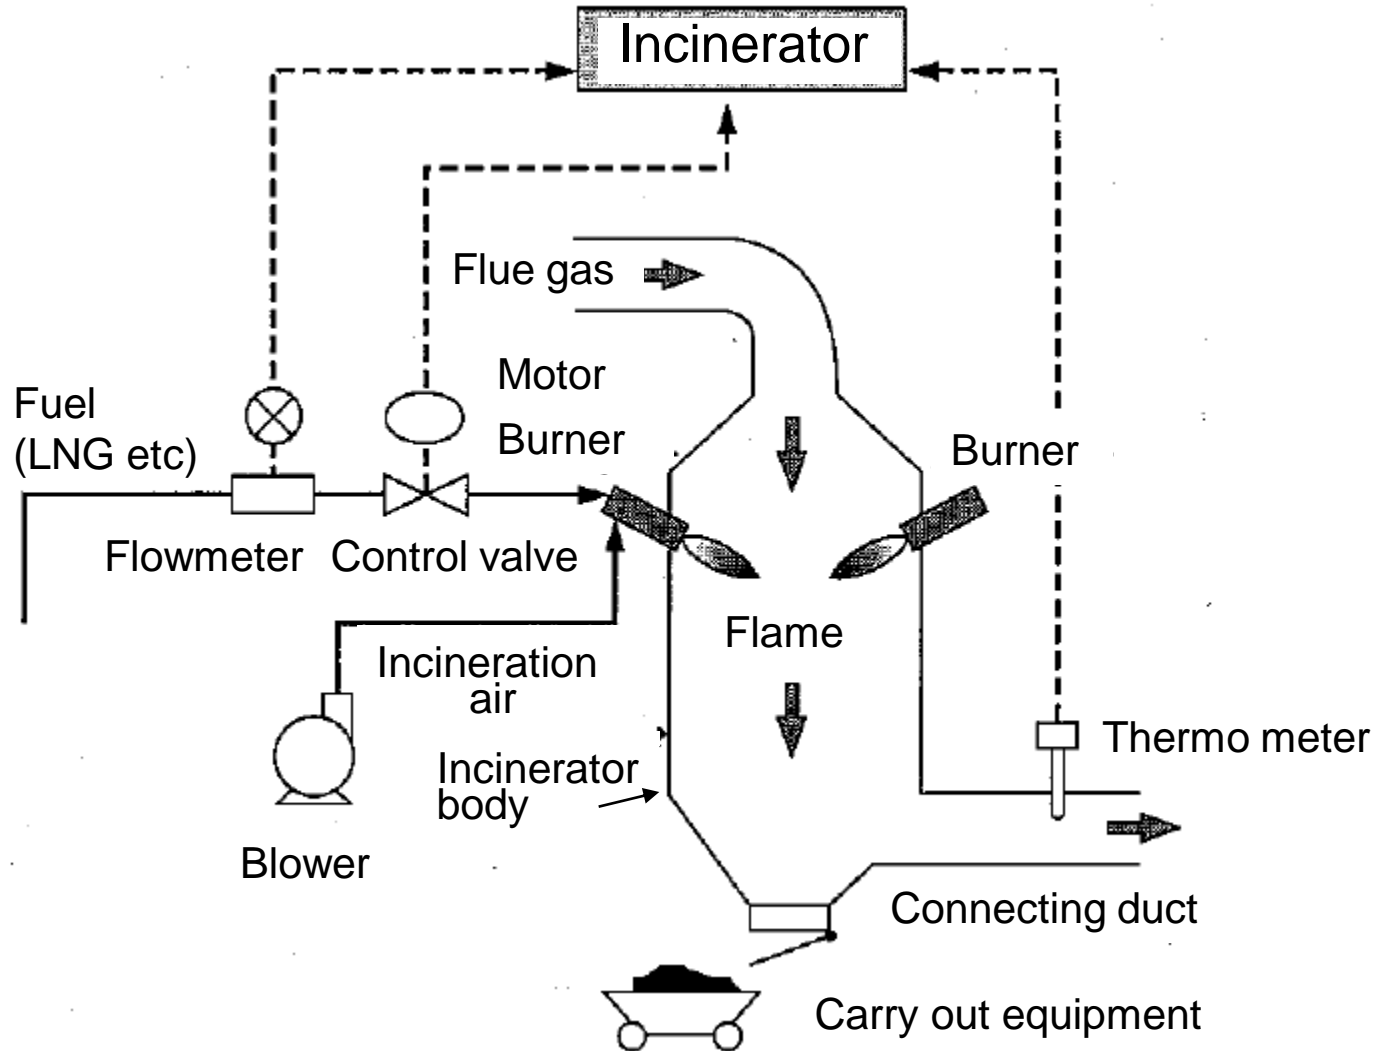 Incinerator
Flue gas
Motor
Fuel
(LNG etc)
Burner
Burner
Flowmeter
Control valve
Flame
Incineration
air
Thermo meter
Incinerator
body
Blower
Connecting duct
Carry out equipment